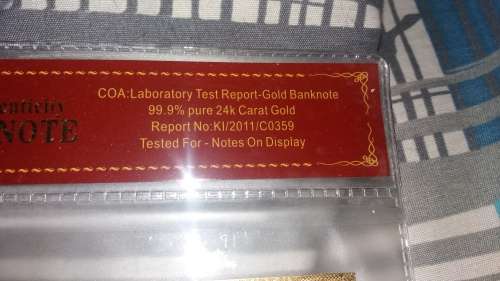 COA:Laboratory Test Report-Gold Banknote
99.9% pure 24k Carat Gold
Report No:KI/2011/C0359
Tested For - Notes On Display
NOTE